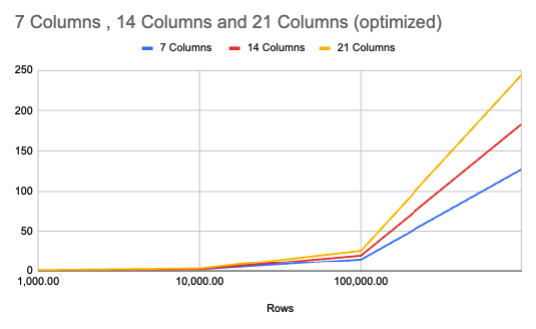 7 Columns , 14 Columns and 21 Columns (optimized)
7 Columns 14 Columns 21 Columns
250
200
150
100
50
0
1,000.00 10,000.00 100,000.00
Rows